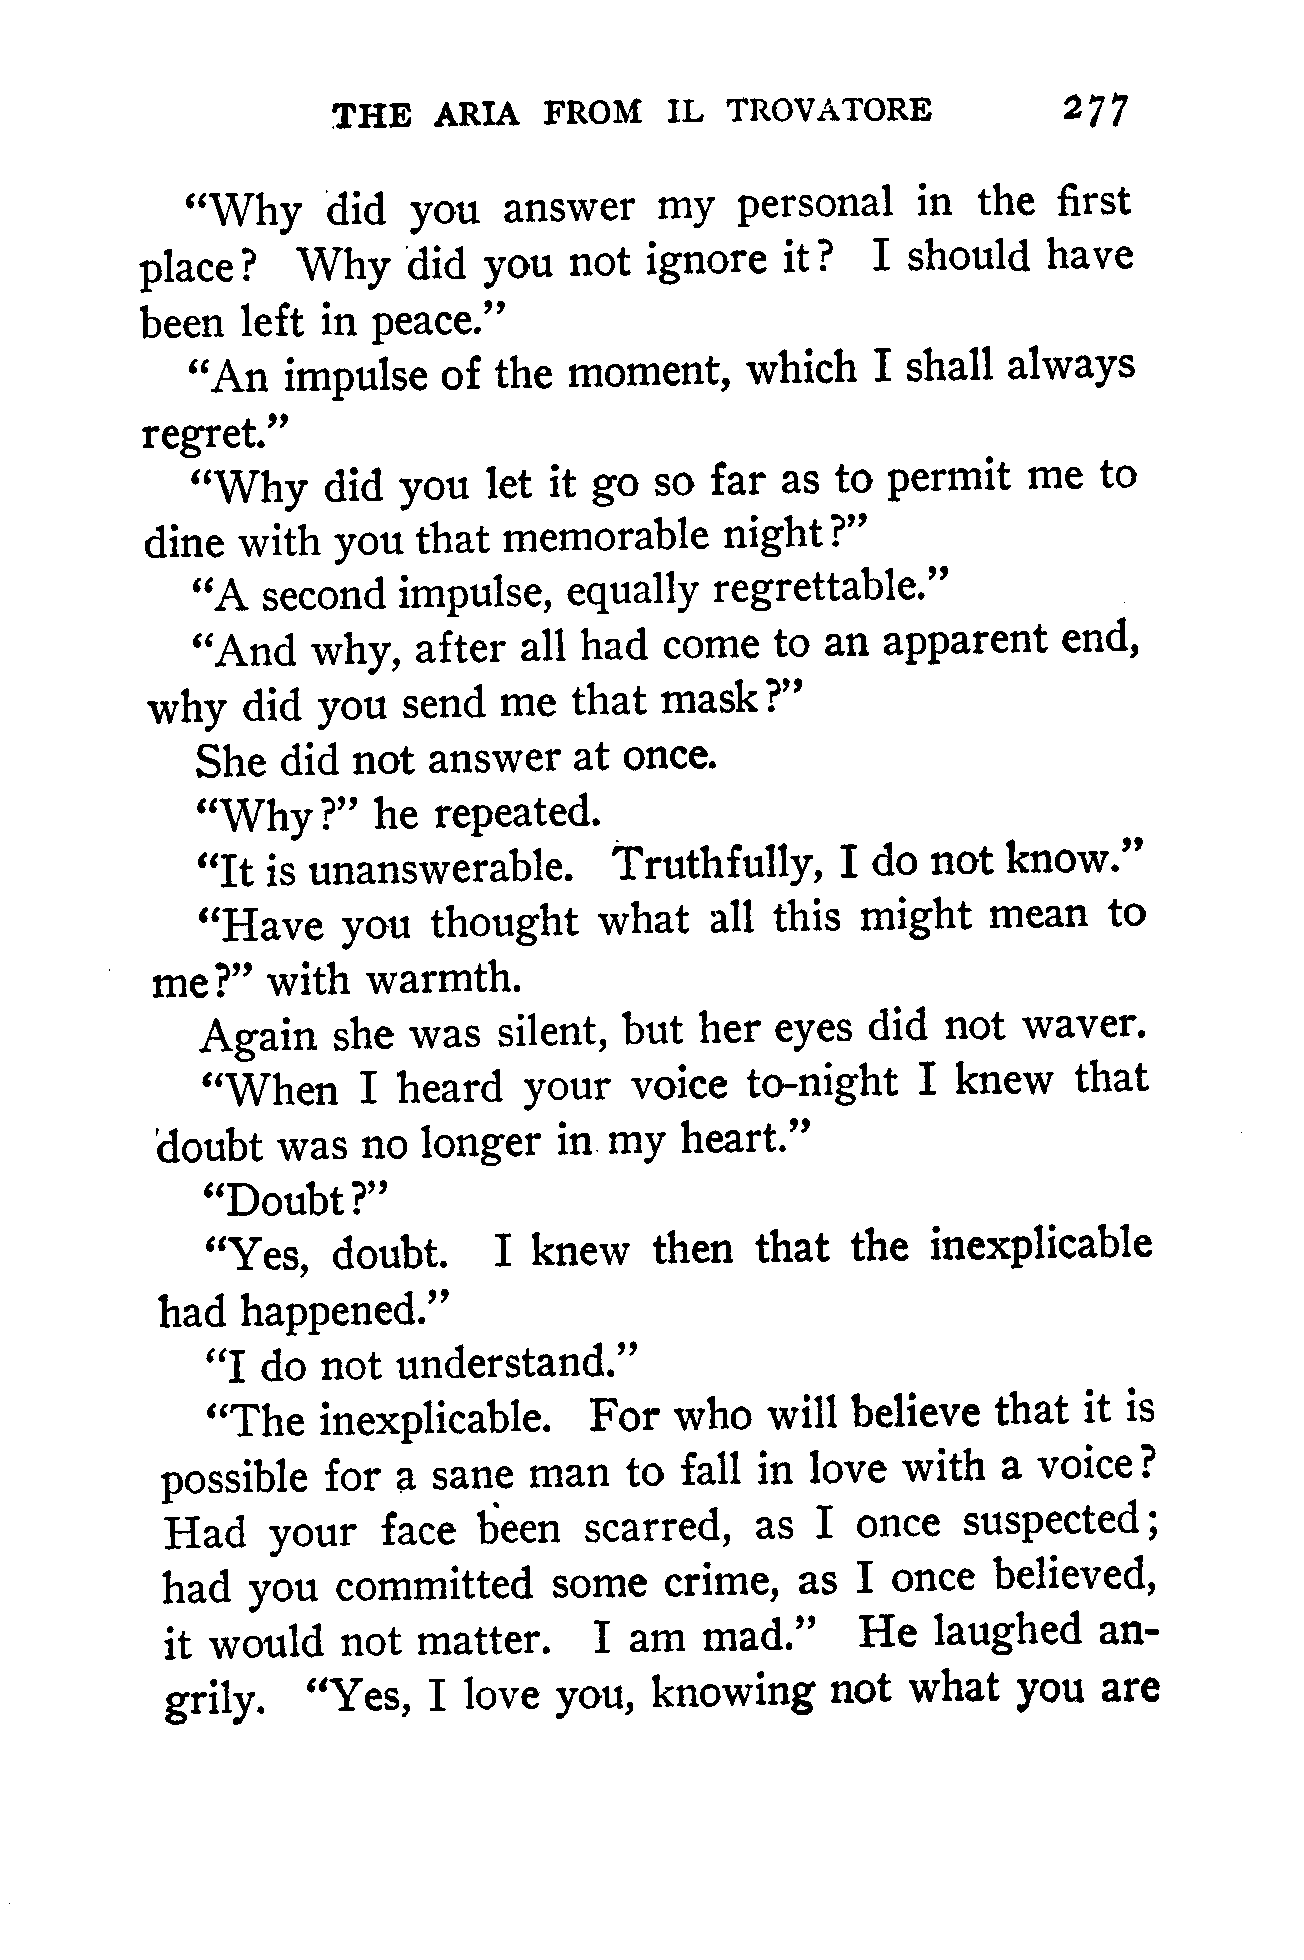 THE ARIA FROM IL TROVATORE 277
“Why did you answer my personal in the first
place? Why did you not ignore it? I should have
been left in peace.”
“An impulse of the moment, which I shall always
regret.”
“Why did you let it go so far as to permit me to
dine with you that memorable night?”
“A second impulse, equally regrettable.”
“And why, after all had come to an apparent end,
why did you send me that mask?”
She did not answer at once.
“Why?” he repeated.
“It is unanswerable. Truthfully, I do not know.”
“Have you thought what all this might mean to
me?” with warmth.
Again she was silent, but her eyes did not waver.
“When I heard your voice to-night I knew that
doubt was no longer in my heart.”
“Doubt?”
“Yes, doubt. I knew then that the inexplicable
had happened.”
“I do not understand.”
“The inexplicable. For who will believe that it is
possible for a sane man to fall in love with a voice?
Had your face been scarred, as I once suspected;
had you committed some crime, as I once believed,
it would not matter. I am mad.” He laughed an-
grily. “Yes, I love you, knowing not what you are